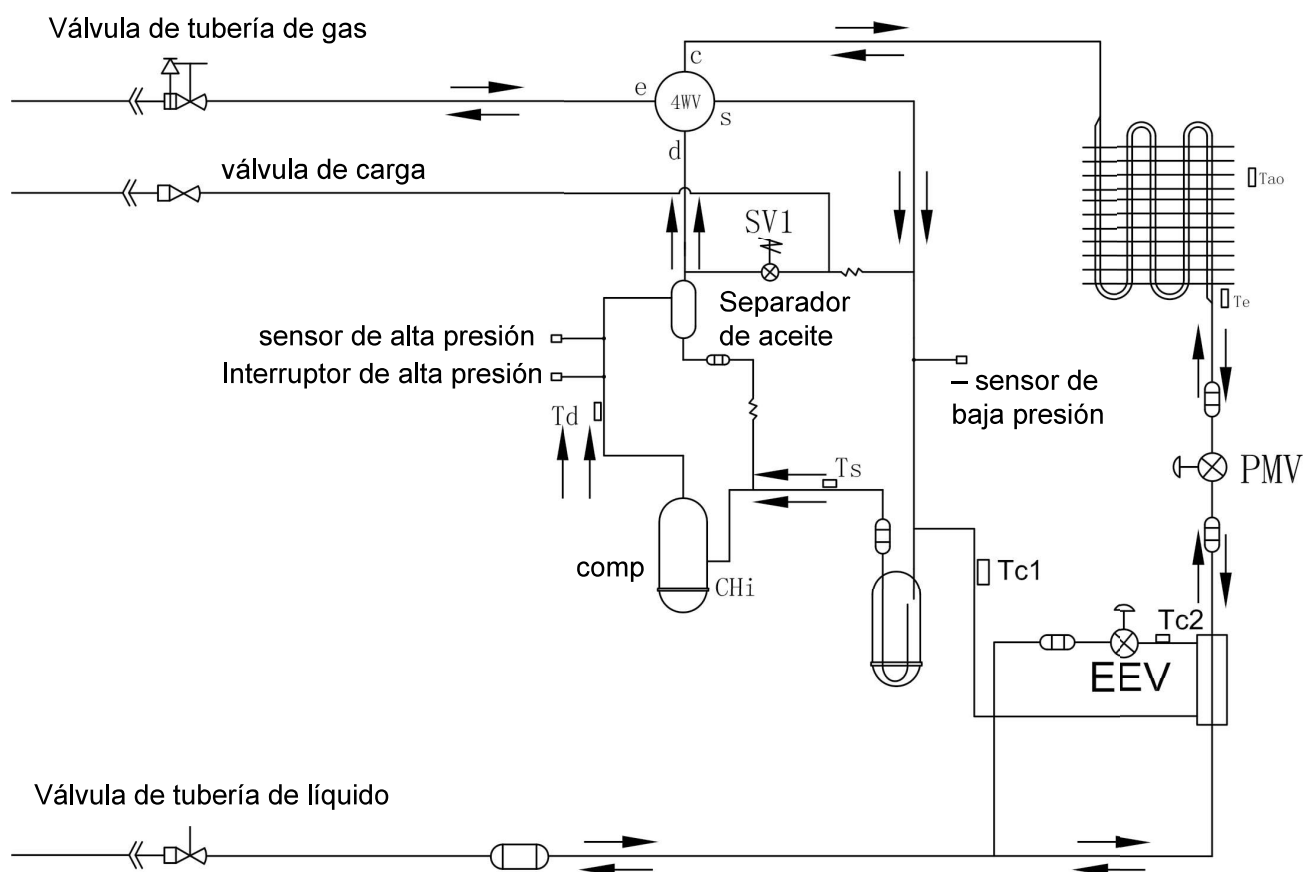 Válvula de tubería de gas
c
e
4WV
s
d
válvula de carga
Tao
SV1
Separador
de aceite
Te
sensor de alta presión
Interruptor de alta presión
– sensor de
baja presión
Td
Ts
PMV
comp
CHi
Tc1
Tc2
EEV
Válvula de tubería de líquido